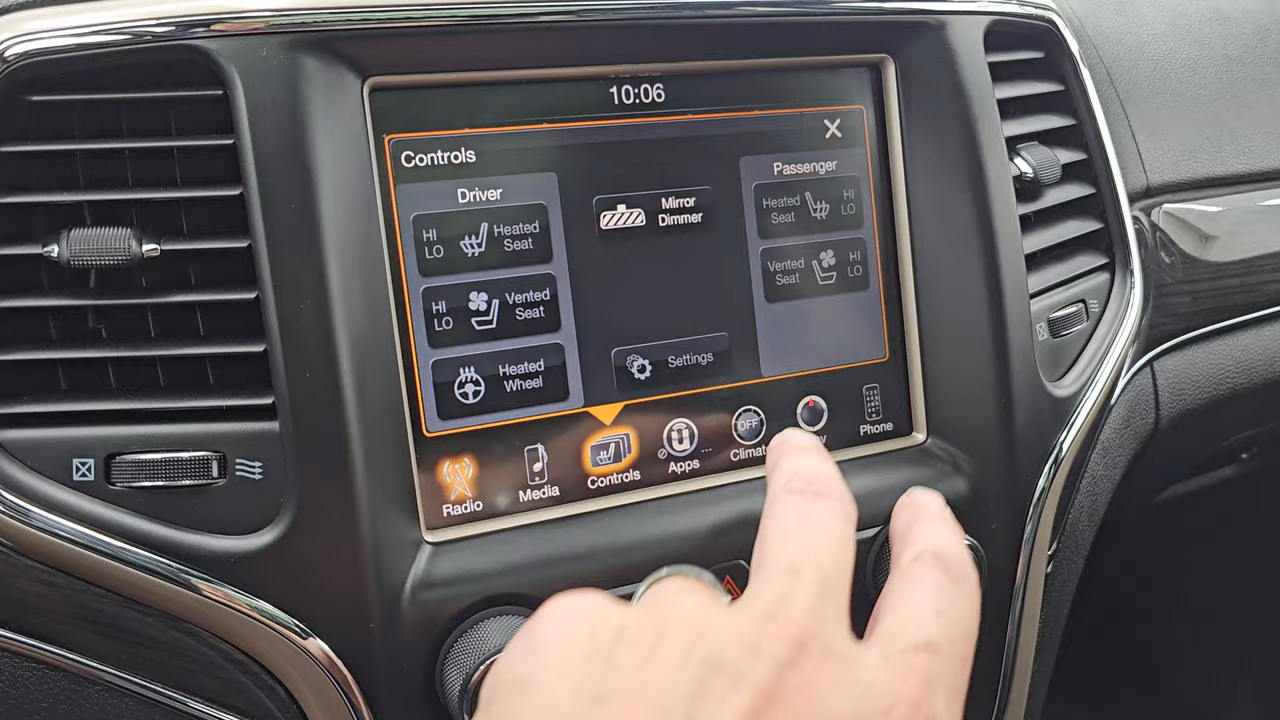 10:06
Controls
Driver
HI
LO
Heated
Seat
HI
LO
Vented
Seat
Heated
Wheel
Mirror
Dimmer
Settings
Passenger
Heated
Seat
HI
LO
Vented
Seat
HI
LO
Radio
Media
Controls
Apps
OFF
Phone